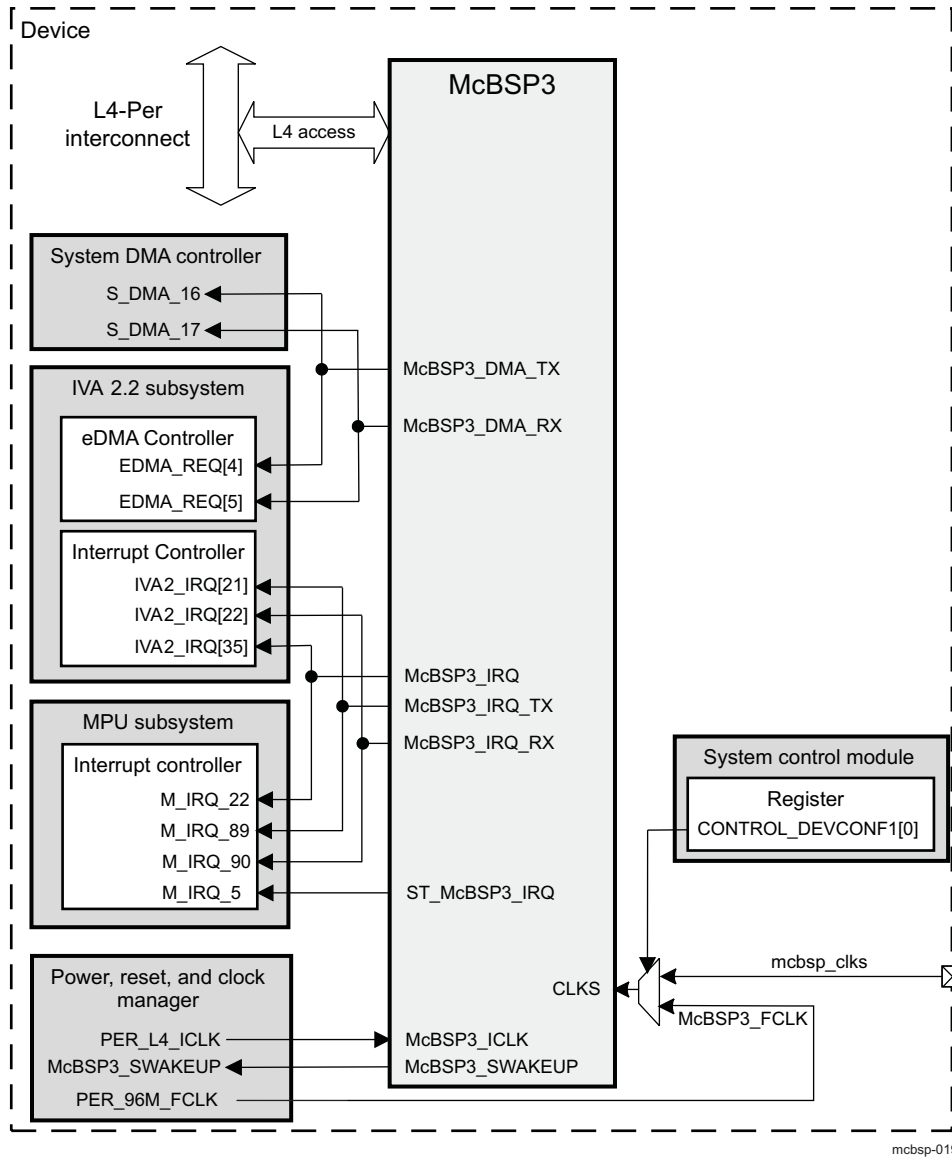 Device
L4-Per
interconnect
L4 access
McBSP3
System DMA controller
S_DMA_16
S_DMA_17
McBSP3_DMA_TX
McBSP3_DMA_RX
IVA 2.2 subsystem
eDMA Controller
EDMA_REQ[4]
EDMA_REQ[5]
Interrupt Controller
IVA2_IRQ[21]
IVA2_IRQ[22]
IVA2_IRQ[35]
McBSP3_IRQ
McBSP3_IRQ_TX
McBSP3_IRQ_RX
MPU subsystem
Interrupt controller
M_IRQ_22
M_IRQ_89
M_IRQ_90
M_IRQ_5
ST_McBSP3_IRQ
System control module
Register
CONTROL_DEVCONF1[0]
mcbsp_clks
CLKS
McBSP3_FCLK
Power, reset, and clock
manager
PER_L4_ICLK
McBSP3_ICLK
McBSP3_SWAKEUP
McBSP3_SWAKEUP
PER_96M_FCLK